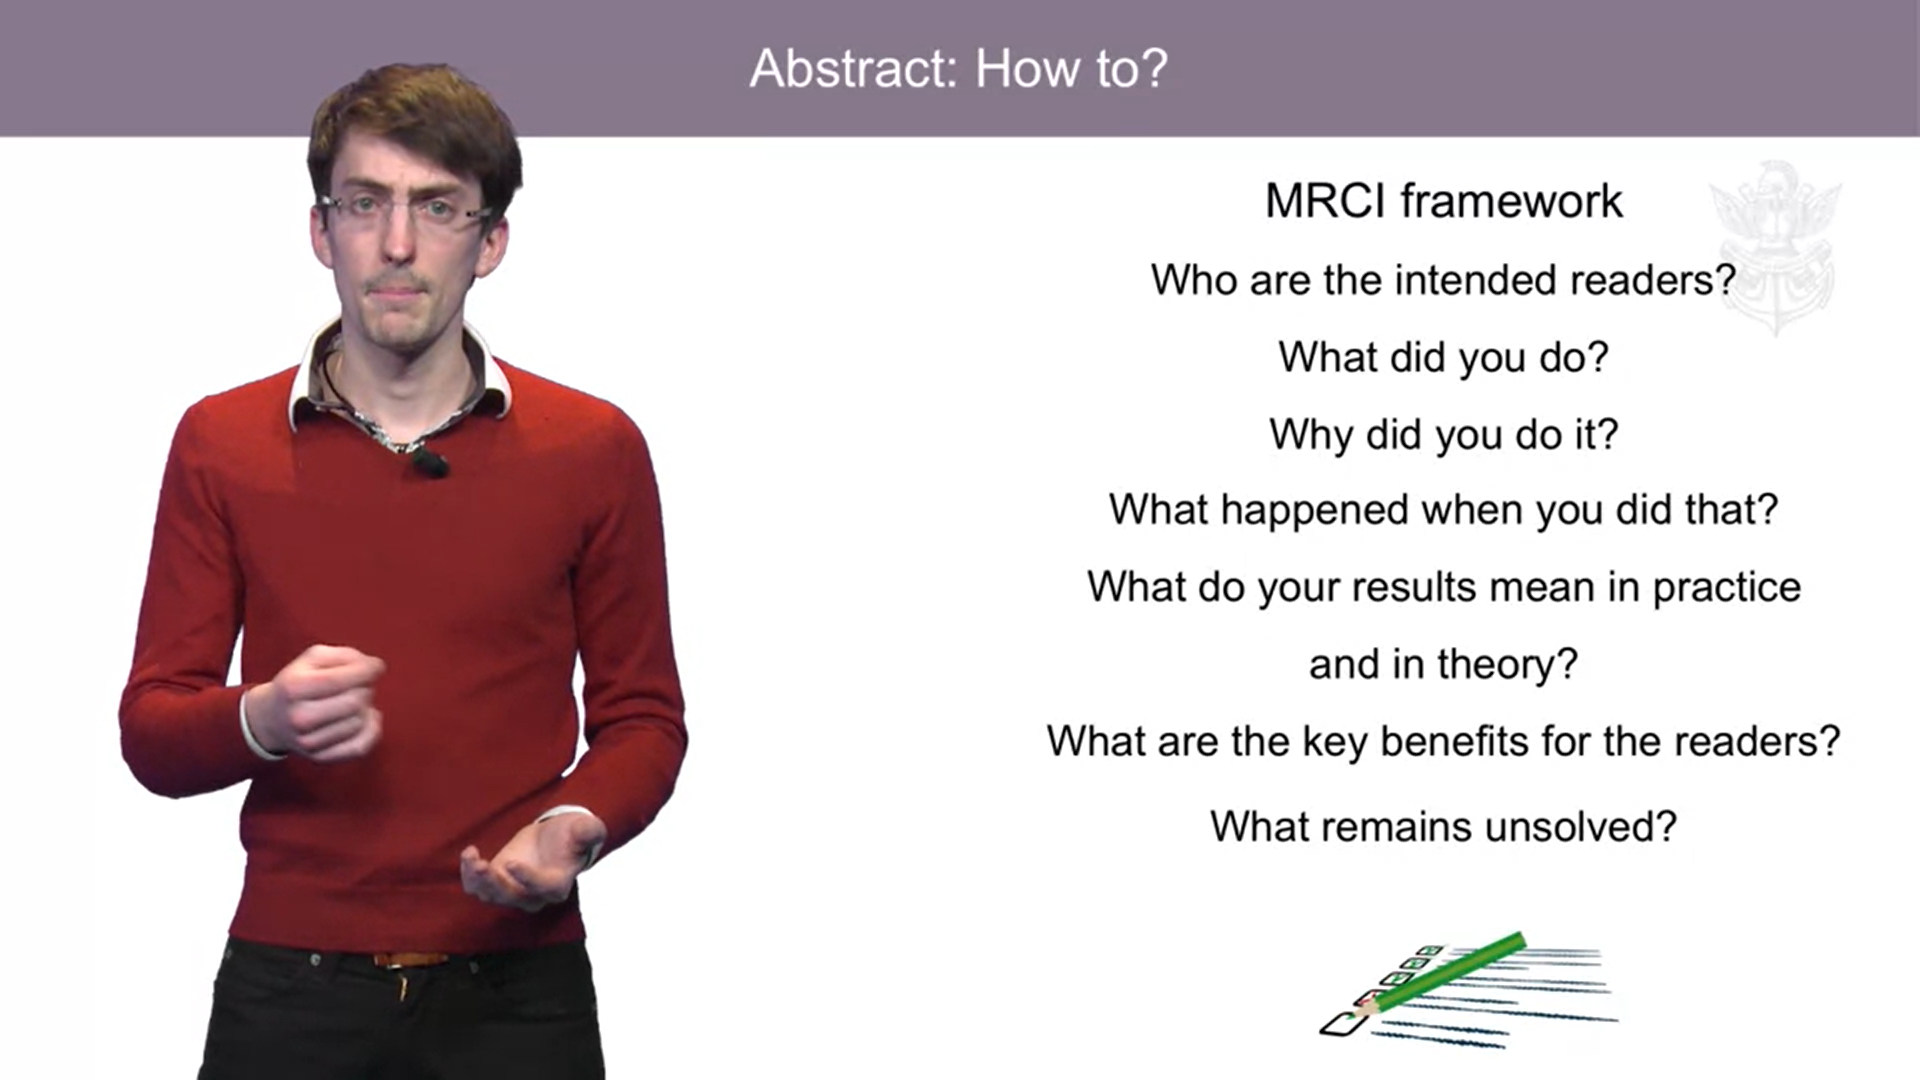 Abstract: How to?
MRCI framework
Who are the intended readers?
What did you do?
Why did you do it?
What happened when you did that?
What do your results mean in practice
and in theory?
What are the key benefits for the readers?
What remains unsolved?